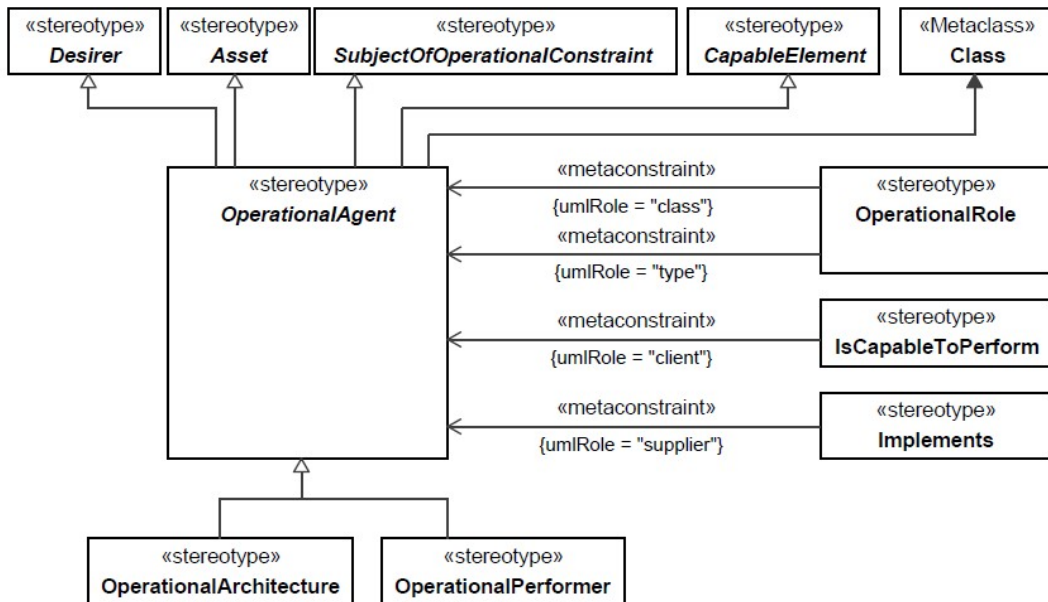 «stereotype»
Desirer
«stereotype»
Asset
«stereotype»
SubjectOfOperationalConstraint
«stereotype»
CapableElement
«Metaclass»
Class
«stereotype»
OperationalAgent
«metaconstraint»
{umlRole = "class"}
«metaconstraint»
{umlRole = "type"}
«stereotype»
OperationalRole
«metaconstraint»
{umlRole = "client"}
«stereotype»
IsCapableToPerform
«metaconstraint»
{umlRole = "supplier"}
«stereotype»
Implements
«stereotype»
OperationalArchitecture
«stereotype»
OperationalPerformer